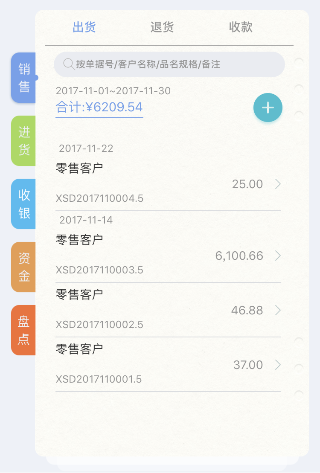 出货 退货 收款
按单据号/客户名称/品名规格/备注
2017-11-01~2017-11-30
合计:¥6209.54
销售
进货
收银
资金
盘点
2017-11-22
零售客户
25.00
XSD2017110004.5
2017-11-14
零售客户
6,100.66
XSD2017110003.5
零售客户
46.88
XSD2017110002.5
零售客户
37.00
XSD2017110001.5